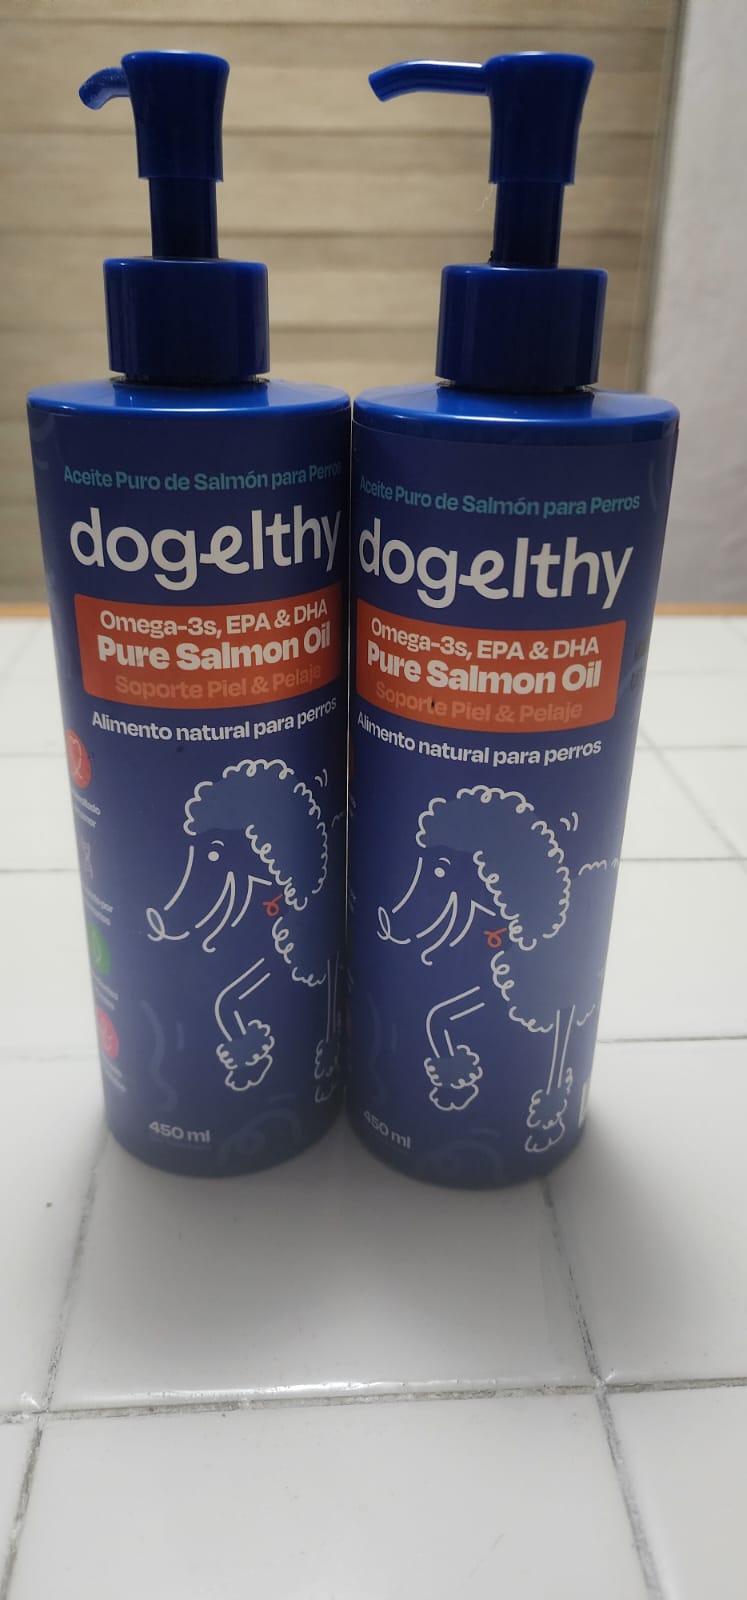 Aceite Puro de Salmón para Perros
dogelthy
Omega-3s, EPA & DHA
Pure Salmon Oil
Soporte Piel & Pelaje
Alimento natural para perros
450 ml
Aceite Puro de Salmón para Perros
dogelthy
Omega-3s, EPA & DHA
Pure Salmon Oil
Soporte Piel & Pelaje
Alimento natural para perros
450 ml